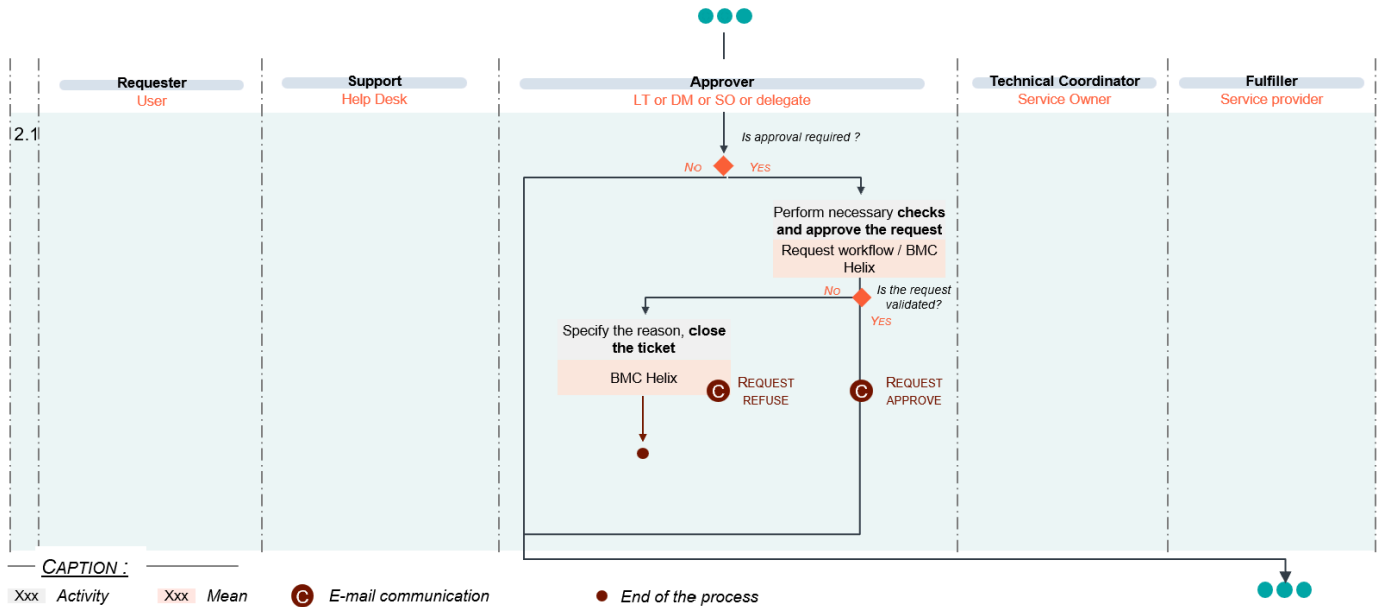 Requester
User
Support
Help Desk
Approver
LT or DM or SO or delegate
Technical Coordinator
Service Owner
Fulfiller
Service provider
2.1
Is approval required ?
No
Yes
Perform necessary checks
and approve the request
Request workflow / BMC
Helix
No
Is the request
validated?
Yes
Specify the reason, close
the ticket
BMC Helix
C
Request
refuse
C
Request
approve
Caption :
Xxx
Activity
Xxx
Mean
C
E-mail communication
End of the process